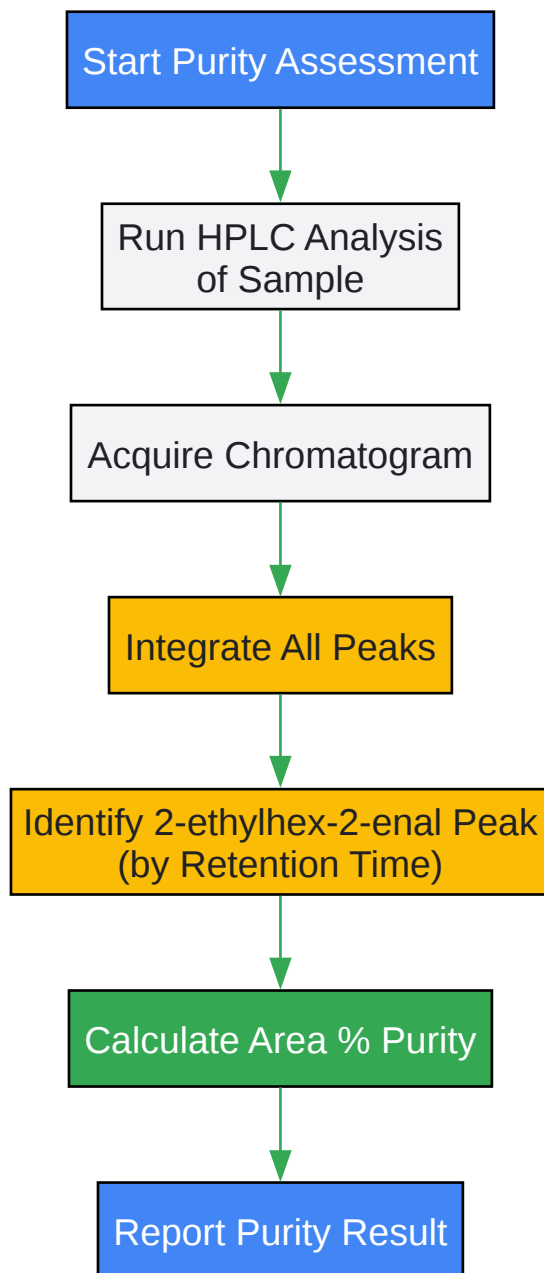 Start Purity Assessment
Run HPLC Analysis
of Sample
Acquire Chromatogram
Integrate All Peaks
Identify 2-ethylhex-2-enal Peak
(by Retention Time)
Calculate Area % Purity
Report Purity Result